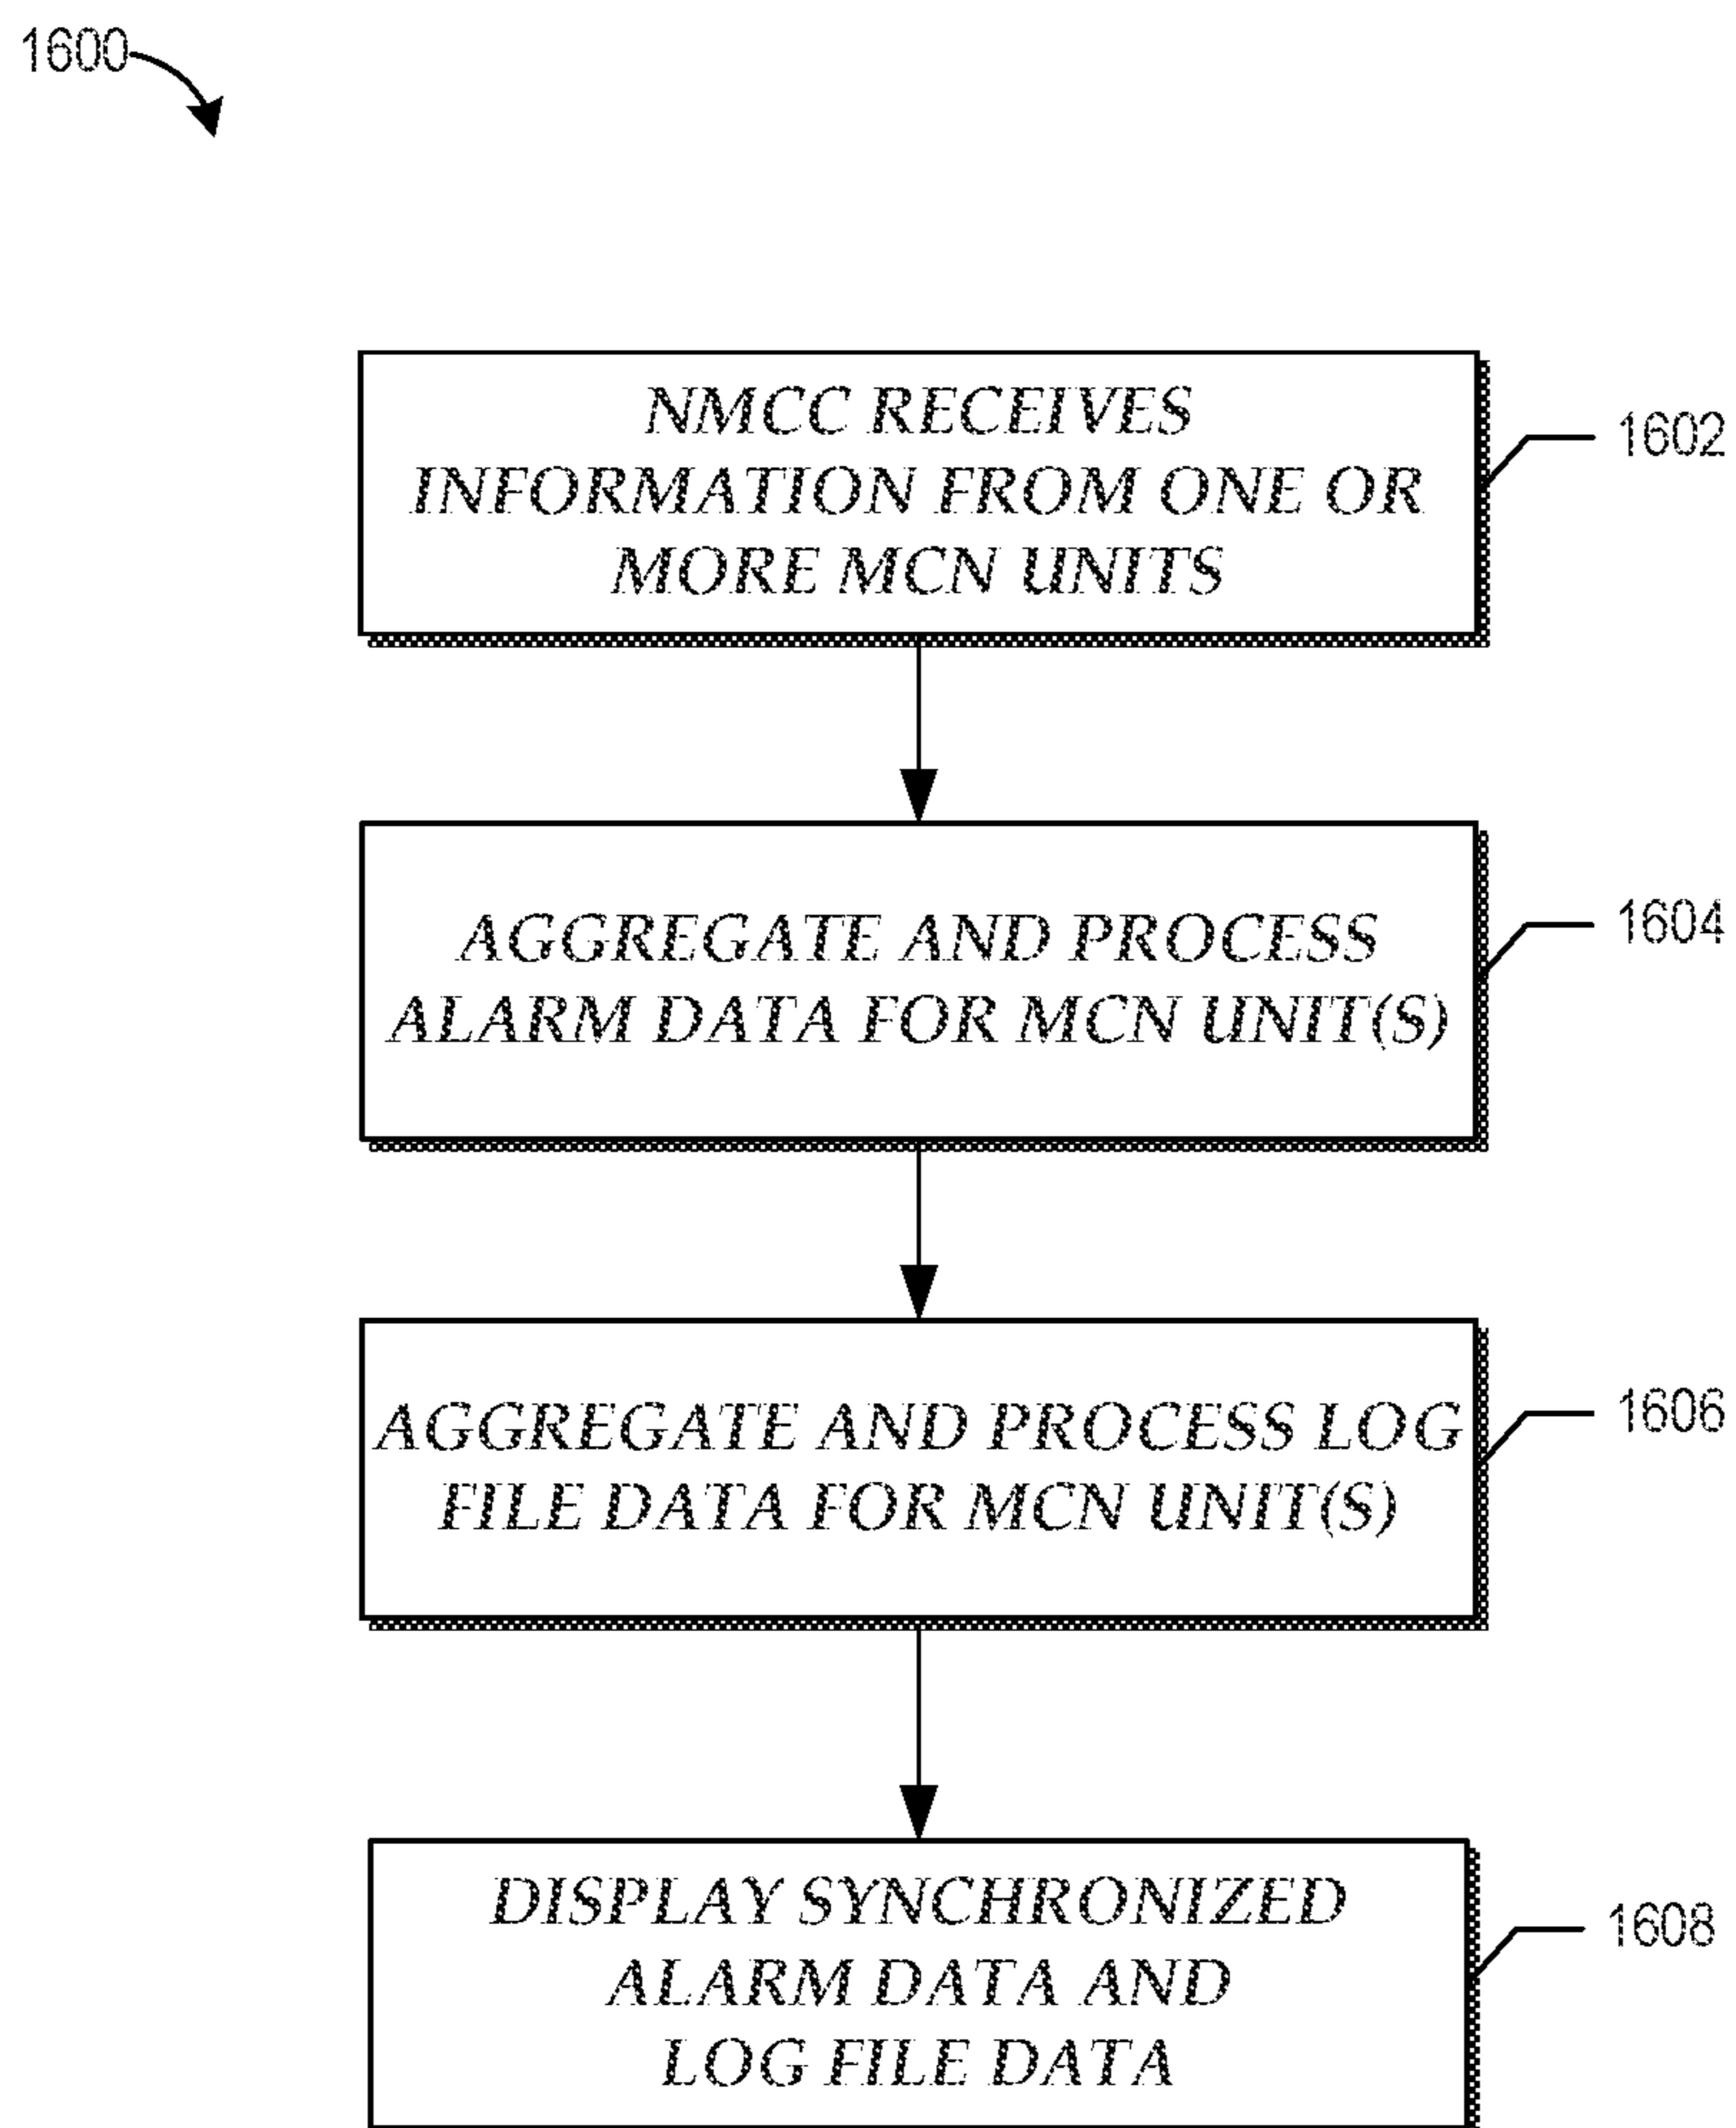 1600
NMCC RECEIVES
INFORMATION FROM ONE OR
MORE MCN UNITS
1602
AGGREGATE AND PROCESS
ALARM DATA FOR MCN UNIT(S)
1604
AGGREGATE AND PROCESS LOG
FILE DATA FOR MCN UNIT(S)
1606
DISPLAY SYNCHRONIZED
ALARM DATA AND
LOG FILE DATA
1608